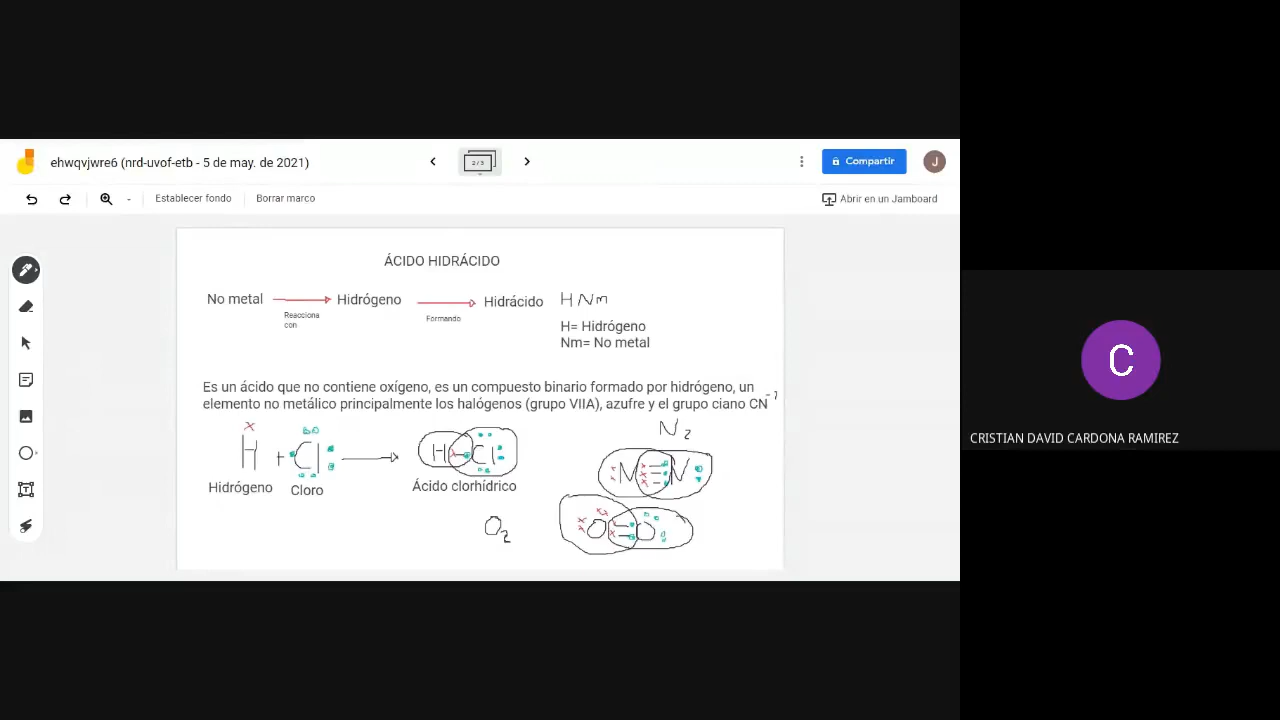 ehwqvjwre6 (nrd-uvof-etb - 5 de may. de 2021)
2 / 3
Compartir
J
Establecer fondo
Borrar marco
Abrir en un Jamboard
ÁCIDO HIDRÁCIDO
No metal
Reacciona
con
Hidrógeno
Formando
Hidrácido
H Nm
H= Hidrógeno
Nm= No metal
Es un ácido que no contiene oxígeno, es un compuesto binario formado por hidrógeno, un
elemento no metálico principalmente los halógenos (grupo VIIA), azufre y el grupo ciano CN⁻¹
N₂
H + Cl
H Cl
N≡N
Hidrógeno
Cloro
Ácido clorhídrico
O₂
O=O
C
CRISTIAN DAVID CARDONA RAMIREZ